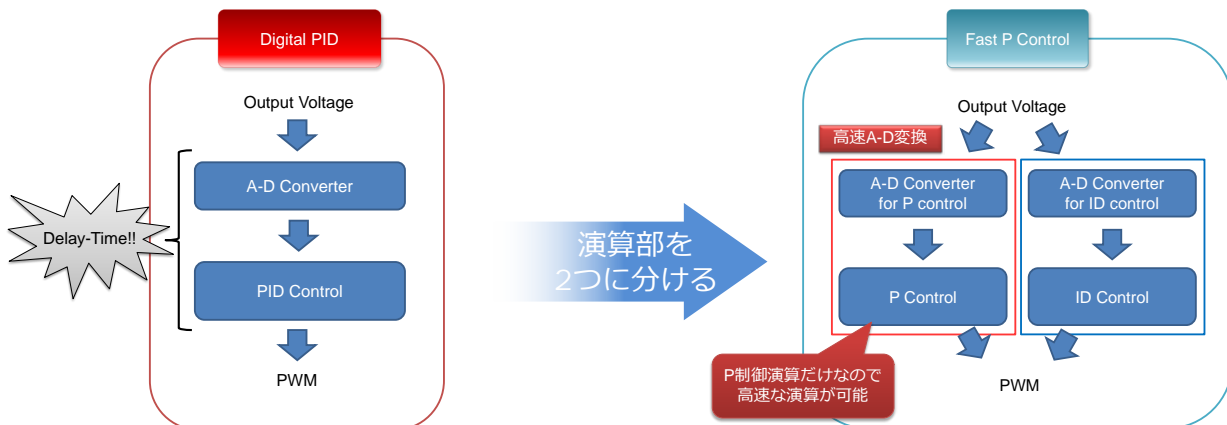 Digital PID
Output Voltage
A-D Converter
Delay-Time!!
PID Control
PWM
演算部を
2つに分ける
Fast P Control
Output Voltage
高速A-D変換
A-D Converter
for P control
A-D Converter
for ID control
P Control
ID Control
P制御演算だけなので
高速な演算が可能
PWM